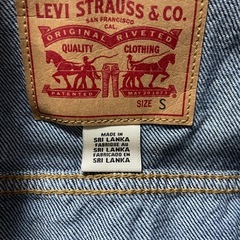 LEVI STRAUSS & CO.
SAN FRANCISCO
CAL.
ORIGINAL RIVETED
QUALITY CLOTHING
PATENTED MAY 20 1873
SIZE S
MADE IN
SRI LANKA
FABRIQUÉ AU
SRI LANKA
FABRICADO EN
SRI LANKA